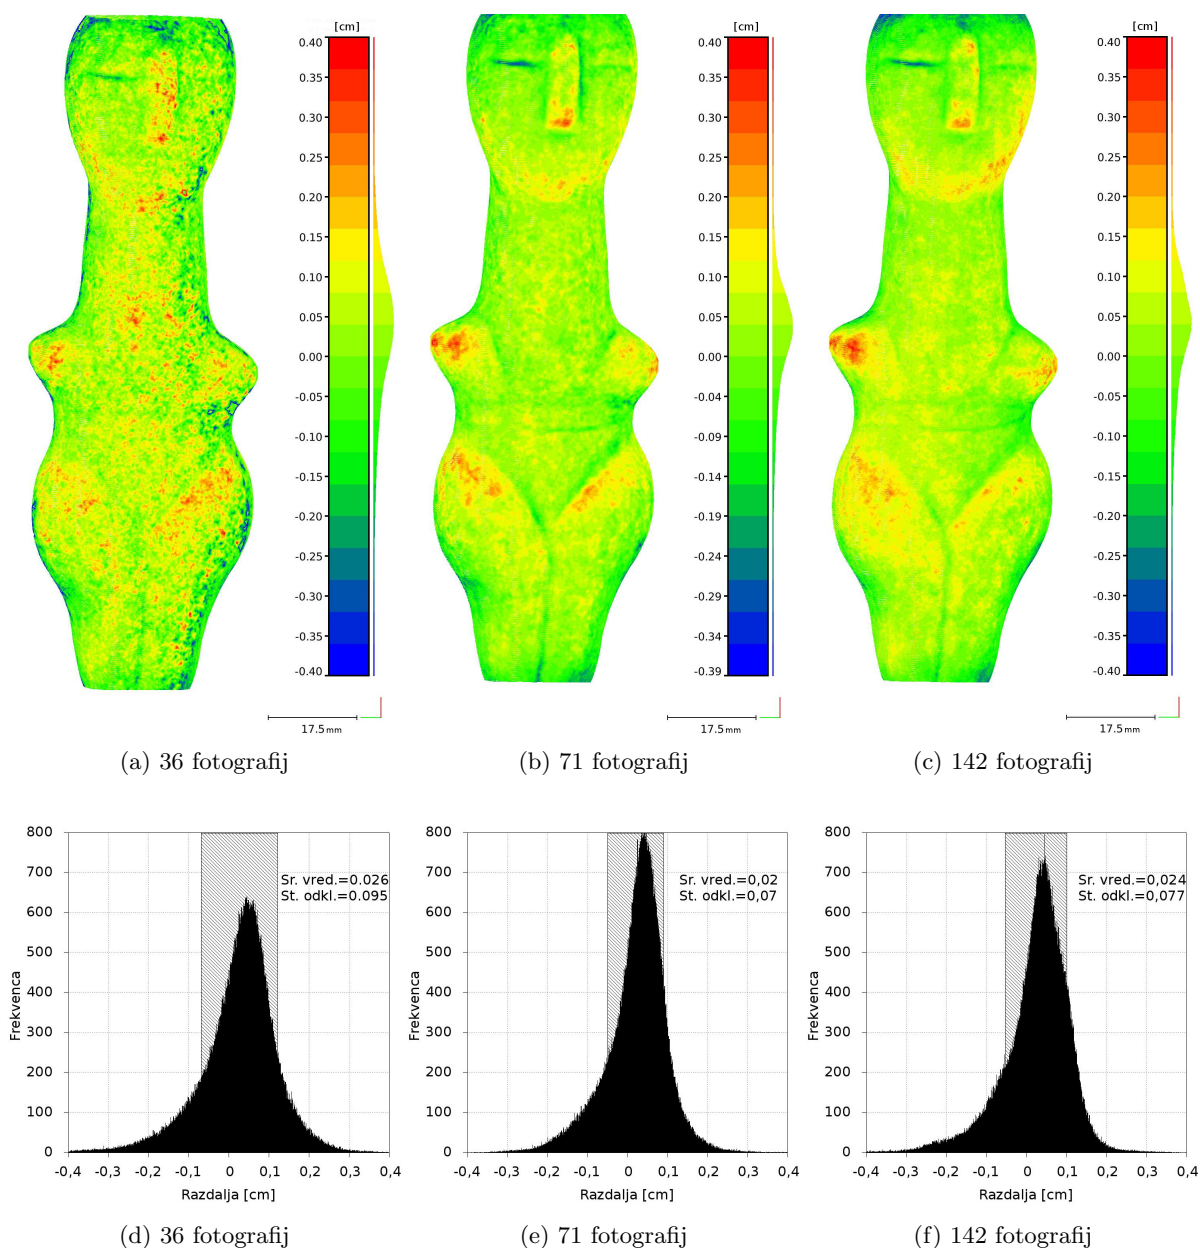 [cm]
0.40
0.35
0.30
0.25
0.20
0.15
0.10
0.05
0.00
-0.05
-0.10
-0.15
-0.20
-0.25
-0.30
-0.35
-0.40
17.5mm
(a) 36 fotografij
[cm]
0.40
0.35
0.30
0.25
0.20
0.15
0.10
0.05
0.00
-0.04
-0.09
-0.14
-0.19
-0.24
-0.29
-0.34
-0.39
17.5mm
(b) 71 fotografij
[cm]
0.40
0.35
0.30
0.25
0.20
0.15
0.10
0.05
0.00
-0.05
-0.10
-0.15
-0.20
-0.25
-0.30
-0.35
-0.40
17.5mm
(c) 142 fotografij
800
700
600
500
400
300
200
100
0
Frekvenca
Sr. vred.=0.026
St. odkl.=0.095
-0,4 -0,3 -0,2 -0,1 0 0,1 0,2 0,3 0,4
Razdalja [cm]
(d) 36 fotografij
800
700
600
500
400
300
200
100
0
Frekvenca
Sr. vred.=0,02
St. odkl.=0,07
-0,4 -0,3 -0,2 -0,1 0 0,1 0,2 0,3 0,4
Razdalja [cm]
(e) 71 fotografij
800
700
600
500
400
300
200
100
0
Frekvenca
Sr. vred.=0,024
St. odkl.=0,077
-0,4 -0,3 -0,2 -0,1 0 0,1 0,2 0,3 0,4
Razdalja [cm]
(f) 142 fotografij